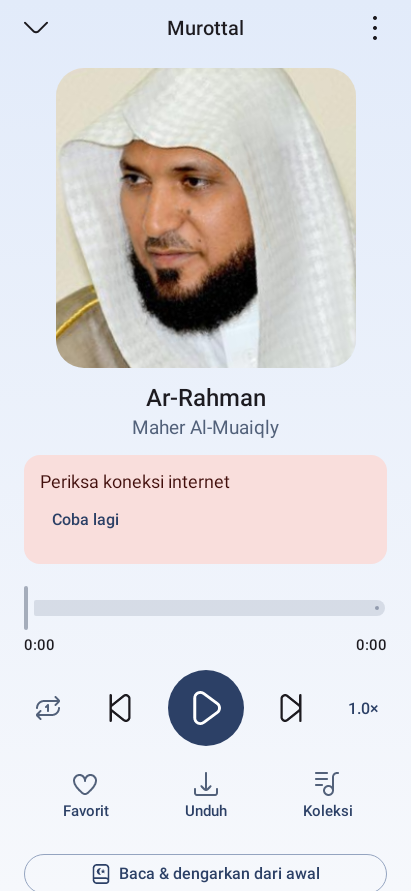 Murottal
Ar-Rahman
Maher Al-Muaiqly
Periksa koneksi internet
Coba lagi
0:00 0:00
1 1.0×
Favorit Unduh Koleksi
Baca & dengarkan dari awal